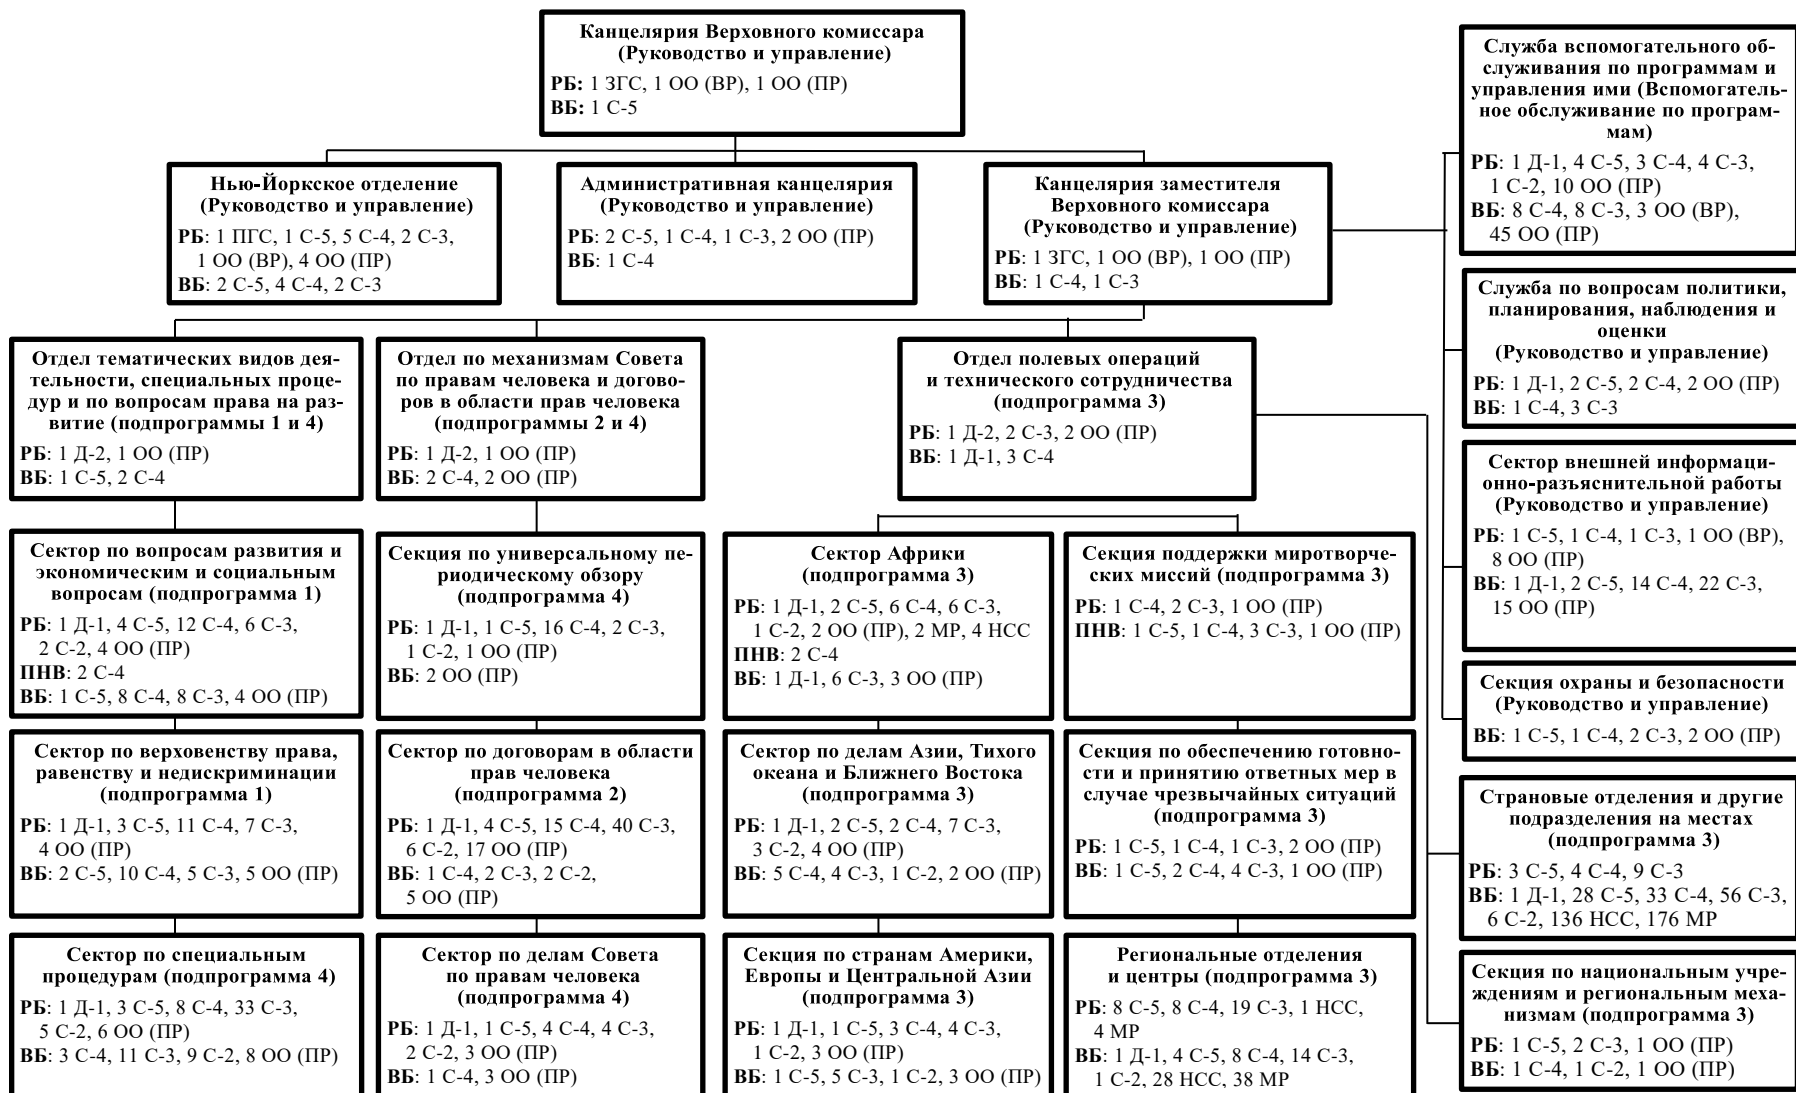 Канцелярия Верховного комиссара
(Руководство и управление)
РБ: 1 ЗГС, 1 ОО (ВР), 1 ОО (ПР)
ВБ: 1 С-5
Служба вспомогательного об-
служивания по программам и
управления ими (Вспомогатель-
ное обслуживание по програм-
мам)
РБ: 1 Д-1, 4 С-5, 3 С-4, 4 С-3,
1 С-2, 10 ОО (ПР)
ВБ: 8 С-4, 8 С-3, 3 ОО (ВР),
45 ОО (ПР)
Нью-Йоркское отделение
(Руководство и управление)
РБ: 1 ПГС, 1 С-5, 5 С-4, 2 С-3,
1 ОО (ВР), 4 ОО (ПР)
ВБ: 2 С-5, 4 С-4, 2 С-3
Административная канцелярия
(Руководство и управление)
РБ: 2 С-5, 1 С-4, 1 С-3, 2 ОО (ПР)
ВБ: 1 С-4
Канцелярия заместителя
Верховного комиссара
(Руководство и управление)
РБ: 1 ЗГС, 1 ОО (ВР), 1 ОО (ПР)
ВБ: 1 С-4, 1 С-3
Служба по вопросам политики,
планирования, наблюдения и
оценки
(Руководство и управление)
РБ: 1 Д-1, 2 С-5, 2 С-4, 2 ОО (ПР)
ВБ: 1 С-4, 3 С-3
Отдел тематических видов дея-
тельности, специальных проце-
дур и по вопросам права на раз-
витие (подпрограммы 1 и 4)
РБ: 1 Д-2, 1 ОО (ПР)
ВБ: 1 С-5, 2 С-4
Отдел по механизмам Совета
по правам человека и догово-
ров в области прав человека
(подпрограммы 2 и 4)
РБ: 1 Д-2, 1 ОО (ПР)
ВБ: 2 С-4, 2 ОО (ПР)
Отдел полевых операций
и технического сотрудничества
(подпрограмма 3)
РБ: 1 Д-2, 2 С-3, 2 ОО (ПР)
ВБ: 1 Д-1, 3 С-4
Сектор внешней информаци-
онно-разъяснительной работы
(Руководство и управление)
РБ: 1 С-5, 1 С-4, 1 С-3, 1 ОО (ВР),
8 ОО (ПР)
ВБ: 1 Д-1, 2 С-5, 14 С-4, 22 С-3,
15 ОО (ПР)
Сектор по вопросам развития и
экономическим и социальным
вопросам (подпрограмма 1)
РБ: 1 Д-1, 4 С-5, 12 С-4, 6 С-3,
2 С-2, 4 ОО (ПР)
ПНВ: 2 С-4
ВБ: 1 С-5, 8 С-4, 8 С-3, 4 ОО (ПР)
Секция по универсальному пе-
риодическому обзору
(подпрограмма 4)
РБ: 1 Д-1, 1 С-5, 16 С-4, 2 С-3,
1 С-2, 1 ОО (ПР)
ВБ: 2 ОО (ПР)
Сектор Африки
(подпрограмма 3)
РБ: 1 Д-1, 2 С-5, 6 С-4, 6 С-3,
1 С-2, 2 ОО (ПР), 2 МР, 4 НСС
ПНВ: 2 С-4
ВБ: 1 Д-1, 6 С-3, 3 ОО (ПР)
Секция поддержки миротворче-
ских миссий (подпрограмма 3)
РБ: 1 С-4, 2 С-3, 1 ОО (ПР)
ПНВ: 1 С-5, 1 С-4, 3 С-3, 1 ОО (ПР)
Секция охраны и безопасности
(Руководство и управление)
ВБ: 1 С-5, 1 С-4, 2 С-3, 2 ОО (ПР)
Сектор по верховенству права,
равенству и недискриминации
(подпрограмма 1)
РБ: 1 Д-1, 3 С-5, 11 С-4, 7 С-3,
4 ОО (ПР)
ВБ: 2 С-5, 10 С-4, 5 С-3, 5 ОО (ПР)
Сектор по договорам в области
прав человека
(подпрограмма 2)
РБ: 1 Д-1, 4 С-5, 15 С-4, 40 С-3,
6 С-2, 17 ОО (ПР)
ВБ: 1 С-4, 2 С-3, 2 С-2,
5 ОО (ПР)
Сектор по делам Азии, Тихого
океана и Ближнего Востока
(подпрограмма 3)
РБ: 1 Д-1, 2 С-5, 2 С-4, 7 С-3,
3 С-2, 4 ОО (ПР)
ВБ: 5 С-4, 4 С-3, 1 С-2, 2 ОО (ПР)
Секция по обеспечению готовно-
сти и принятию ответных мер в
случае чрезвычайных ситуаций
(подпрограмма 3)
РБ: 1 С-5, 1 С-4, 1 С-3, 2 ОО (ПР)
ВБ: 1 С-5, 2 С-4, 4 С-3, 1 ОО (ПР)
Страновые отделения и другие
подразделения на местах
(подпрограмма 3)
РБ: 3 С-5, 4 С-4, 9 С-3
ВБ: 1 Д-1, 28 С-5, 33 С-4, 56 С-3,
6 С-2, 136 НСС, 176 МР
Сектор по специальным
процедурам (подпрограмма 4)
РБ: 1 Д-1, 3 С-5, 8 С-4, 33 С-3,
5 С-2, 6 ОО (ПР)
ВБ: 3 С-4, 11 С-3, 9 С-2, 8 ОО (ПР)
Сектор по делам Совета
по правам человека
(подпрограмма 4)
РБ: 1 Д-1, 1 С-5, 4 С-4, 4 С-3,
2 С-2, 3 ОО (ПР)
ВБ: 1 С-4, 3 ОО (ПР)
Секция по странам Америки,
Европы и Центральной Азии
(подпрограмма 3)
РБ: 1 Д-1, 1 С-5, 3 С-4, 4 С-3,
1 С-2, 3 ОО (ПР)
ВБ: 1 С-5, 5 С-3, 1 С-2, 3 ОО (ПР)
Региональные отделения
и центры (подпрограмма 3)
РБ: 8 С-5, 8 С-4, 19 С-3, 1 НСС,
4 МР
ВБ: 1 Д-1, 4 С-5, 8 С-4, 14 С-3,
1 С-2, 28 НСС, 38 МР
Секция по национальным учре-
ждениям и региональным меха-
низмам (подпрограмма 3)
РБ: 1 С-5, 2 С-3, 1 ОО (ПР)
ВБ: 1 С-4, 1 С-2, 1 ОО (ПР)